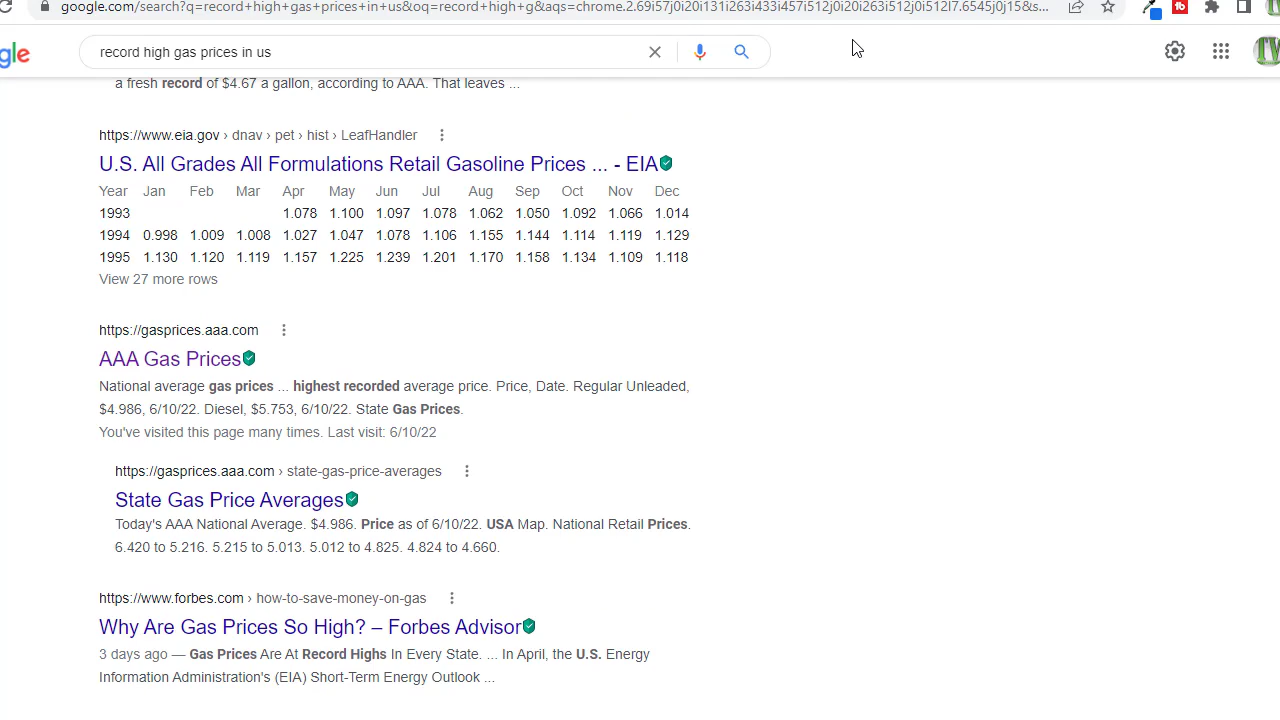 google.com/search?q=record+high+gas+prices+in+us&oq=record+high+g&aqs=chrome.2.69i57j0i20i131i263i433i457i512j0i20i263i512j0i512l7.6545j0j15&s...
gle
record high gas prices in us
a fresh record of $4.67 a gallon, according to AAA. That leaves ...
https://www.eia.gov › dnav › pet › hist › LeafHandler
U.S. All Grades All Formulations Retail Gasoline Prices ... - EIA
Year Jan Feb Mar Apr May Jun Jul Aug Sep Oct Nov Dec
1993 1.078 1.100 1.097 1.078 1.062 1.050 1.092 1.066 1.014
1994 0.998 1.009 1.008 1.027 1.047 1.078 1.106 1.155 1.144 1.114 1.119 1.129
1995 1.130 1.120 1.119 1.157 1.225 1.239 1.201 1.170 1.158 1.134 1.109 1.118
View 27 more rows
https://gasprices.aaa.com
AAA Gas Prices
National average gas prices ... highest recorded average price. Price, Date. Regular Unleaded,
$4.986, 6/10/22. Diesel, $5.753, 6/10/22. State Gas Prices.
You've visited this page many times. Last visit: 6/10/22
https://gasprices.aaa.com › state-gas-price-averages
State Gas Price Averages
Today's AAA National Average. $4.986. Price as of 6/10/22. USA Map. National Retail Prices.
6.420 to 5.216. 5.215 to 5.013. 5.012 to 4.825. 4.824 to 4.660.
https://www.forbes.com › how-to-save-money-on-gas
Why Are Gas Prices So High? – Forbes Advisor
3 days ago — Gas Prices Are At Record Highs In Every State. ... In April, the U.S. Energy
Information Administration's (EIA) Short-Term Energy Outlook ...